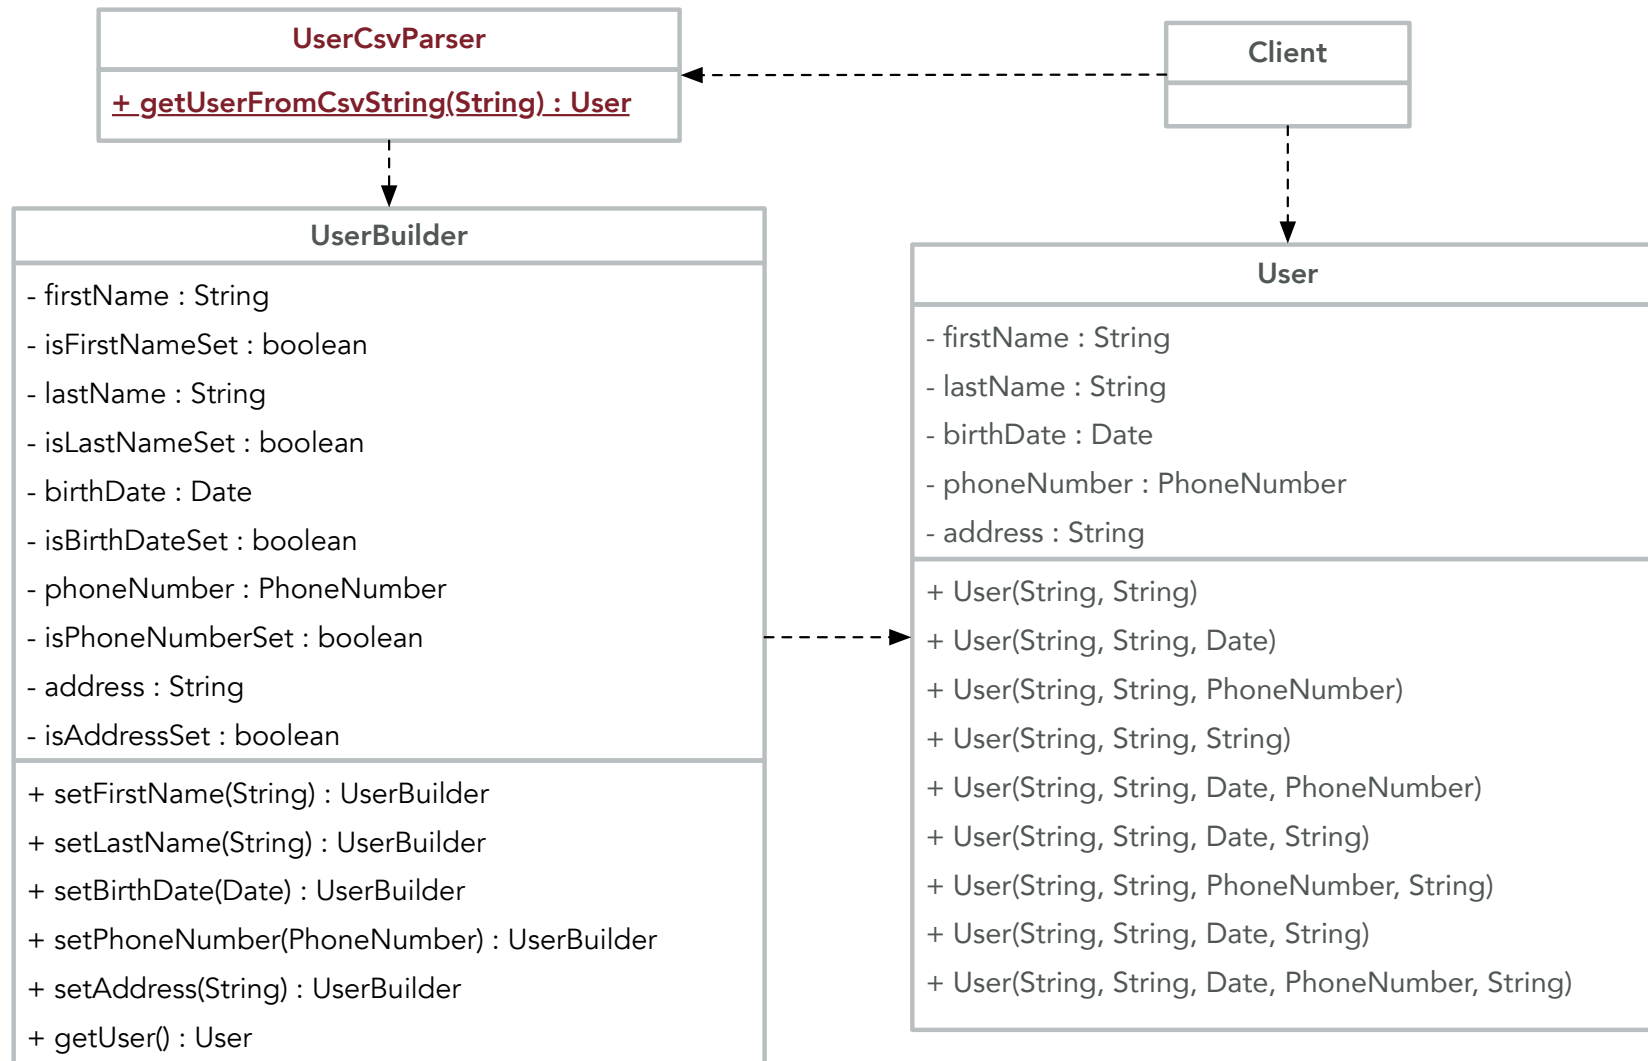 UserCsvParser
+ getUserFromCsvString(String) : User
Client
UserBuilder
- firstName : String
- isFirstNameSet : boolean
- lastName : String
- isLastNameSet : boolean
- birthDate : Date
- isBirthDateSet : boolean
- phoneNumber : PhoneNumber
- isPhoneNumberSet : boolean
- address : String
- isAddressSet : boolean
+ setFirstName(String) : UserBuilder
+ setLastName(String) : UserBuilder
+ setBirthDate(Date) : UserBuilder
+ setPhoneNumber(PhoneNumber) : UserBuilder
+ setAddress(String) : UserBuilder
+ getUser() : User
User
- firstName : String
- lastName : String
- birthDate : Date
- phoneNumber : PhoneNumber
- address : String
+ User(String, String)
+ User(String, String, Date)
+ User(String, String, PhoneNumber)
+ User(String, String, String)
+ User(String, String, Date, PhoneNumber)
+ User(String, String, Date, String)
+ User(String, String, PhoneNumber, String)
+ User(String, String, Date, String)
+ User(String, String, Date, PhoneNumber, String)